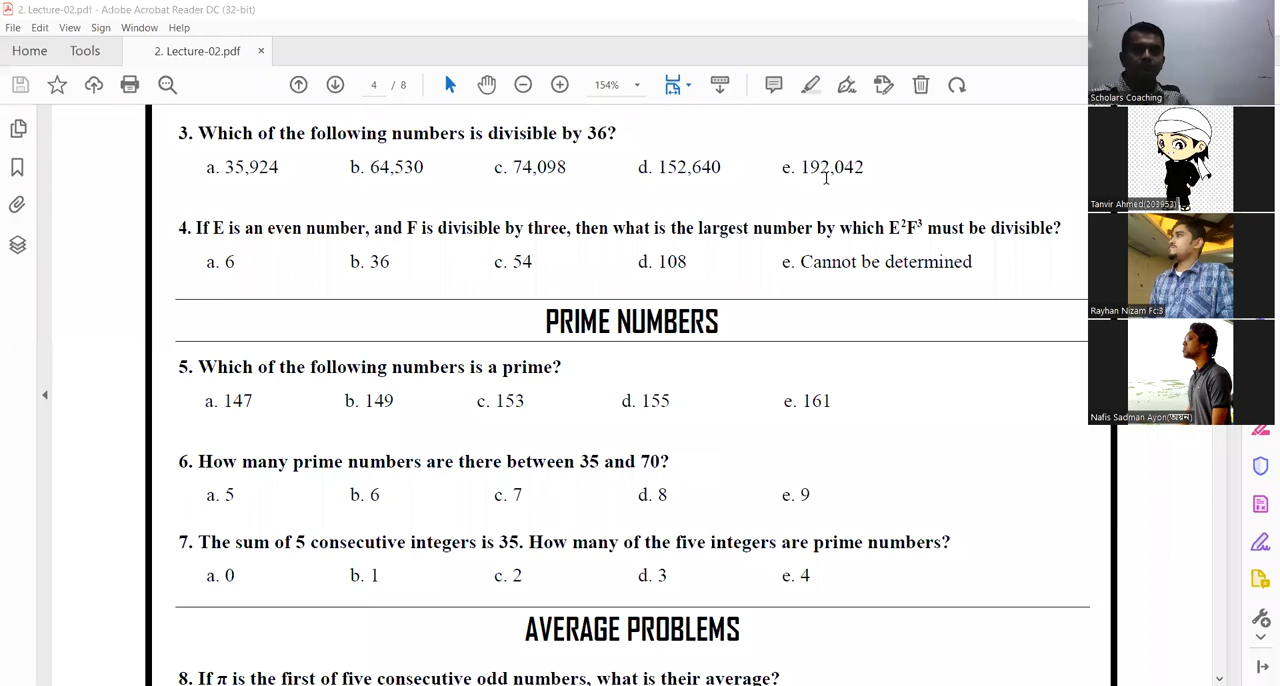 2. Lecture-02.pdf - Adobe Acrobat Reader DC (32-bit)
File Edit View Sign Window Help
Home Tools 2. Lecture-02.pdf ×
4 / 8 154%
3. Which of the following numbers is divisible by 36?
a. 35,924 b. 64,530 c. 74,098 d. 152,640 e. 192,042
4. If E is an even number, and F is divisible by three, then what is the largest number by which E²F³ must be divisible?
a. 6 b. 36 c. 54 d. 108 e. Cannot be determined
PRIME NUMBERS
5. Which of the following numbers is a prime?
a. 147 b. 149 c. 153 d. 155 e. 161
6. How many prime numbers are there between 35 and 70?
a. 5 b. 6 c. 7 d. 8 e. 9
7. The sum of 5 consecutive integers is 35. How many of the five integers are prime numbers?
a. 0 b. 1 c. 2 d. 3 e. 4
AVERAGE PROBLEMS
8. If π is the first of five consecutive odd numbers, what is their average?
Scholars Coaching
Tanvir Ahmed(203953)
Rayhan Nizam Fc:3
Nafis Sadman Ayon(অয়ন)